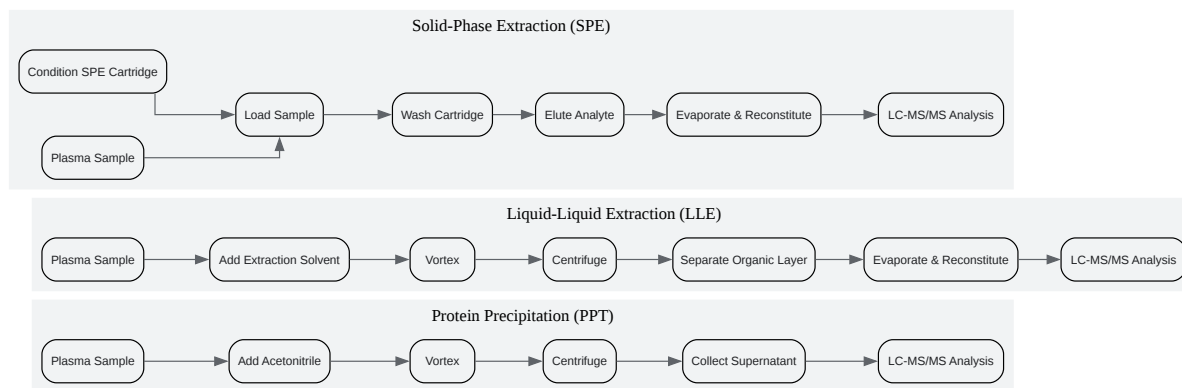 Solid-Phase Extraction (SPE)
Condition SPE Cartridge
Plasma Sample
Load Sample
Wash Cartridge
Elute Analyte
Evaporate & Reconstitute
LC-MS/MS Analysis
Liquid-Liquid Extraction (LLE)
Plasma Sample
Add Extraction Solvent
Vortex
Centrifuge
Separate Organic Layer
Evaporate & Reconstitute
LC-MS/MS Analysis
Protein Precipitation (PPT)
Plasma Sample
Add Acetonitrile
Vortex
Centrifuge
Collect Supernatant
LC-MS/MS Analysis